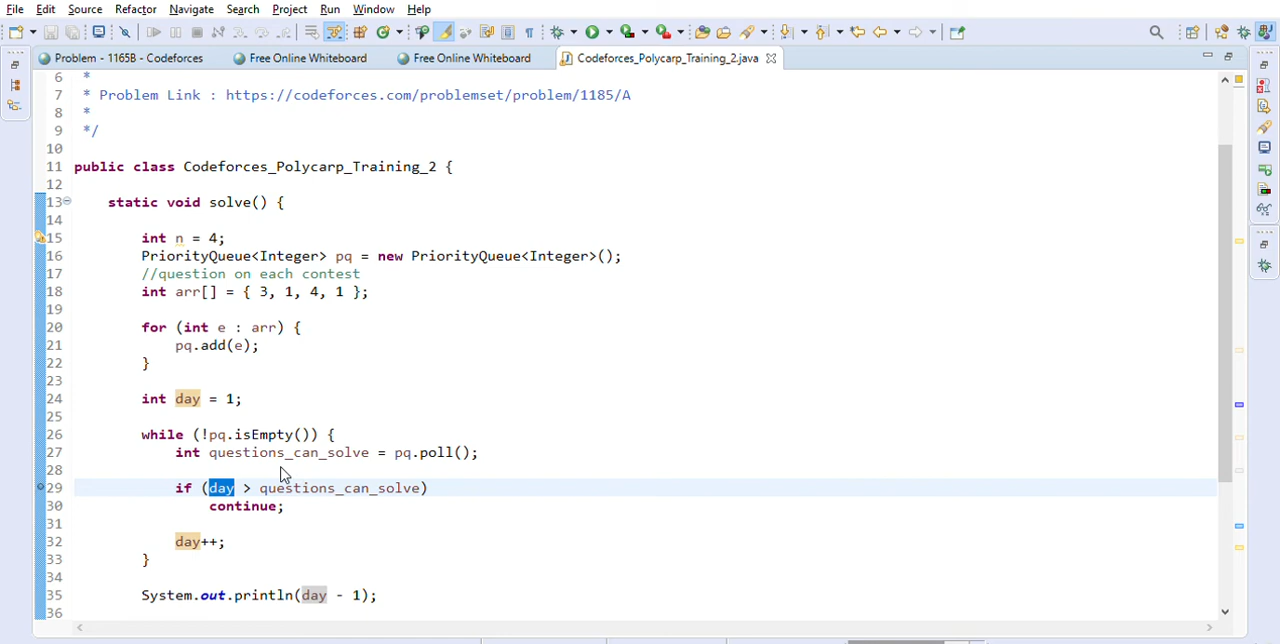 File Edit Source Refactor Navigate Search Project Run Window Help
Problem - 1165B - Codeforces Free Online Whiteboard Free Online Whiteboard Codeforces_Polycarp_Training_2.java
6 *
7 * Problem Link : https://codeforces.com/problemset/problem/1185/A
8 *
9 */
10
11 public class Codeforces_Polycarp_Training_2 {
12
13 static void solve() {
14
15 int n = 4;
16 PriorityQueue<Integer> pq = new PriorityQueue<Integer>();
17 //question on each contest
18 int arr[] = { 3, 1, 4, 1 };
19
20 for (int e : arr) {
21 pq.add(e);
22 }
23
24 int day = 1;
25
26 while (!pq.isEmpty()) {
27 int questions_can_solve = pq.poll();
28
29 if (day > questions_can_solve)
30 continue;
31
32 day++;
33 }
34
35 System.out.println(day - 1);
36